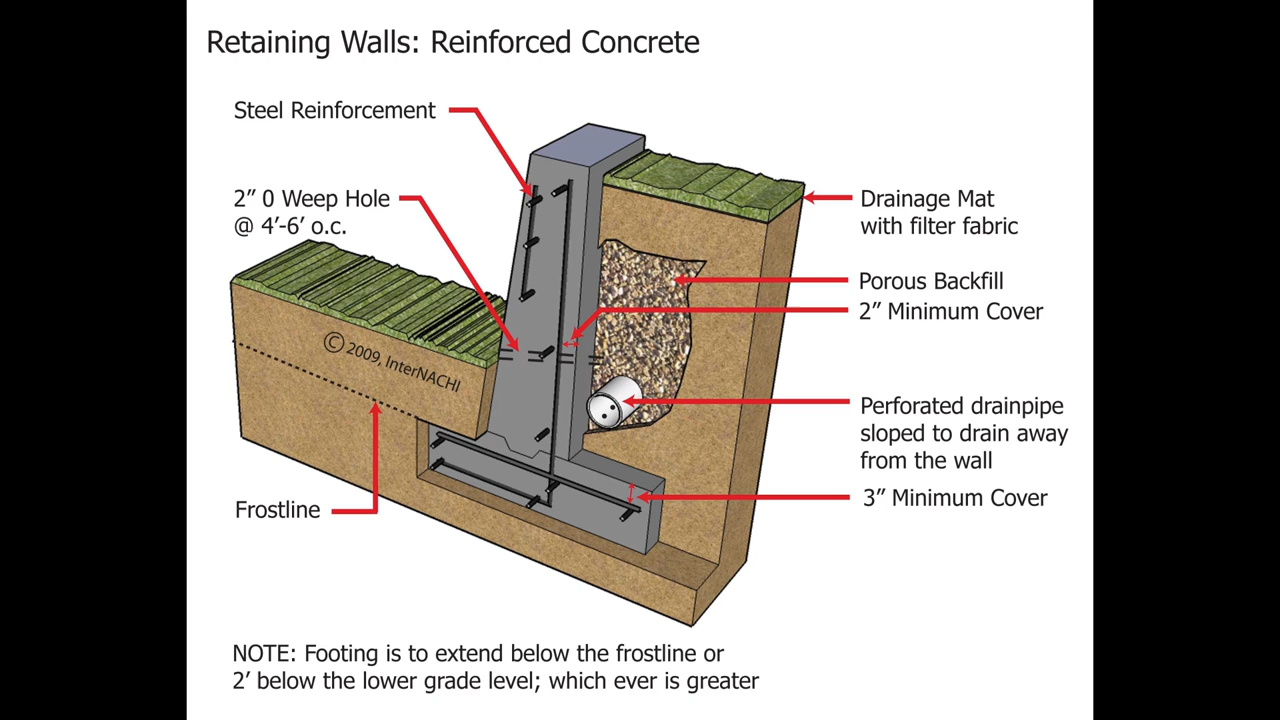 Retaining Walls: Reinforced Concrete
Steel Reinforcement
2” 0 Weep Hole
@ 4’-6’ o.c.
Drainage Mat
with filter fabric
Porous Backfill
2” Minimum Cover
© 2009, InterNACHI
Perforated drainpipe
sloped to drain away
from the wall
3” Minimum Cover
Frostline
NOTE: Footing is to extend below the frostline or
2’ below the lower grade level; which ever is greater